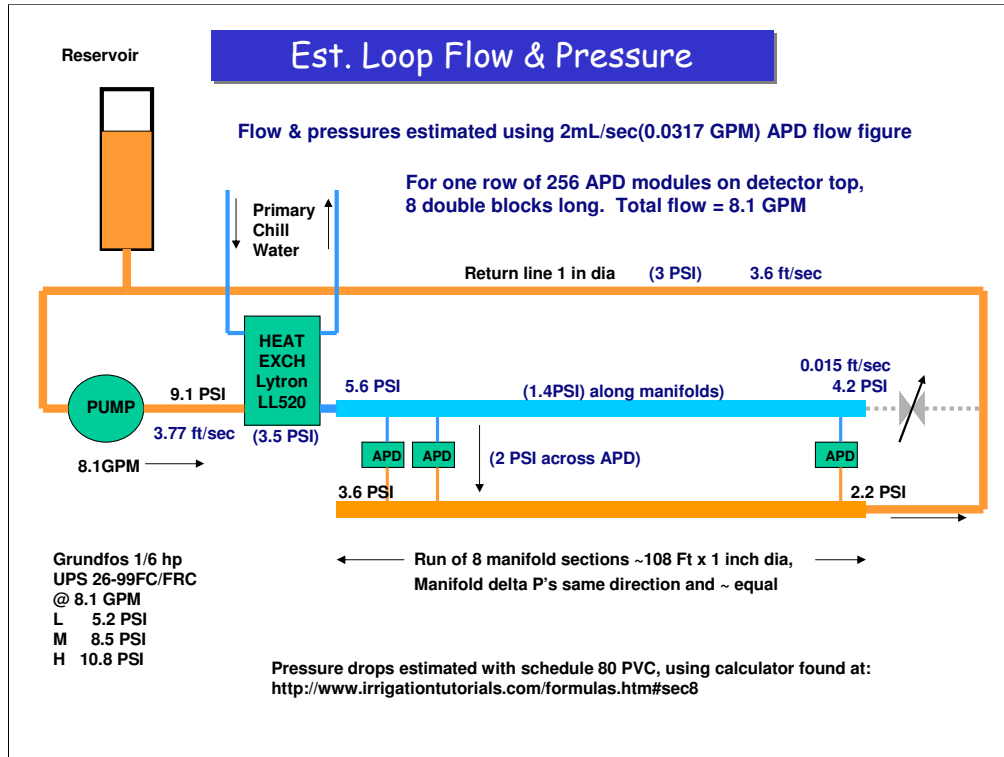 Est. Loop Flow & Pressure
Reservoir
Flow & pressures estimated using 2mL/sec(0.0317 GPM) APD flow figure
For one row of 256 APD modules on detector top,
8 double blocks long.  Total flow = 8.1 GPM
Primary
Chill
Water
Return line 1 in dia (3 PSI) 3.6 ft/sec
HEAT
EXCH
Lytron
LL520
PUMP
9.1 PSI
3.77 ft/sec
(3.5 PSI)
8.1GPM
5.6 PSI
(1.4PSI) along manifolds)
0.015 ft/sec
4.2 PSI
APD
APD
APD
(2 PSI across APD)
3.6 PSI
2.2 PSI
Run of 8 manifold sections ~108 Ft x 1 inch dia,
Manifold delta P's same direction and ~ equal
Grundfos 1/6 hp
UPS 26-99FC/FRC
@ 8.1 GPM
L 5.2 PSI
M 8.5 PSI
H 10.8 PSI
Pressure drops estimated with schedule 80 PVC, using calculator found at:
http://www.irrigationtutorials.com/formulas.htm#sec8